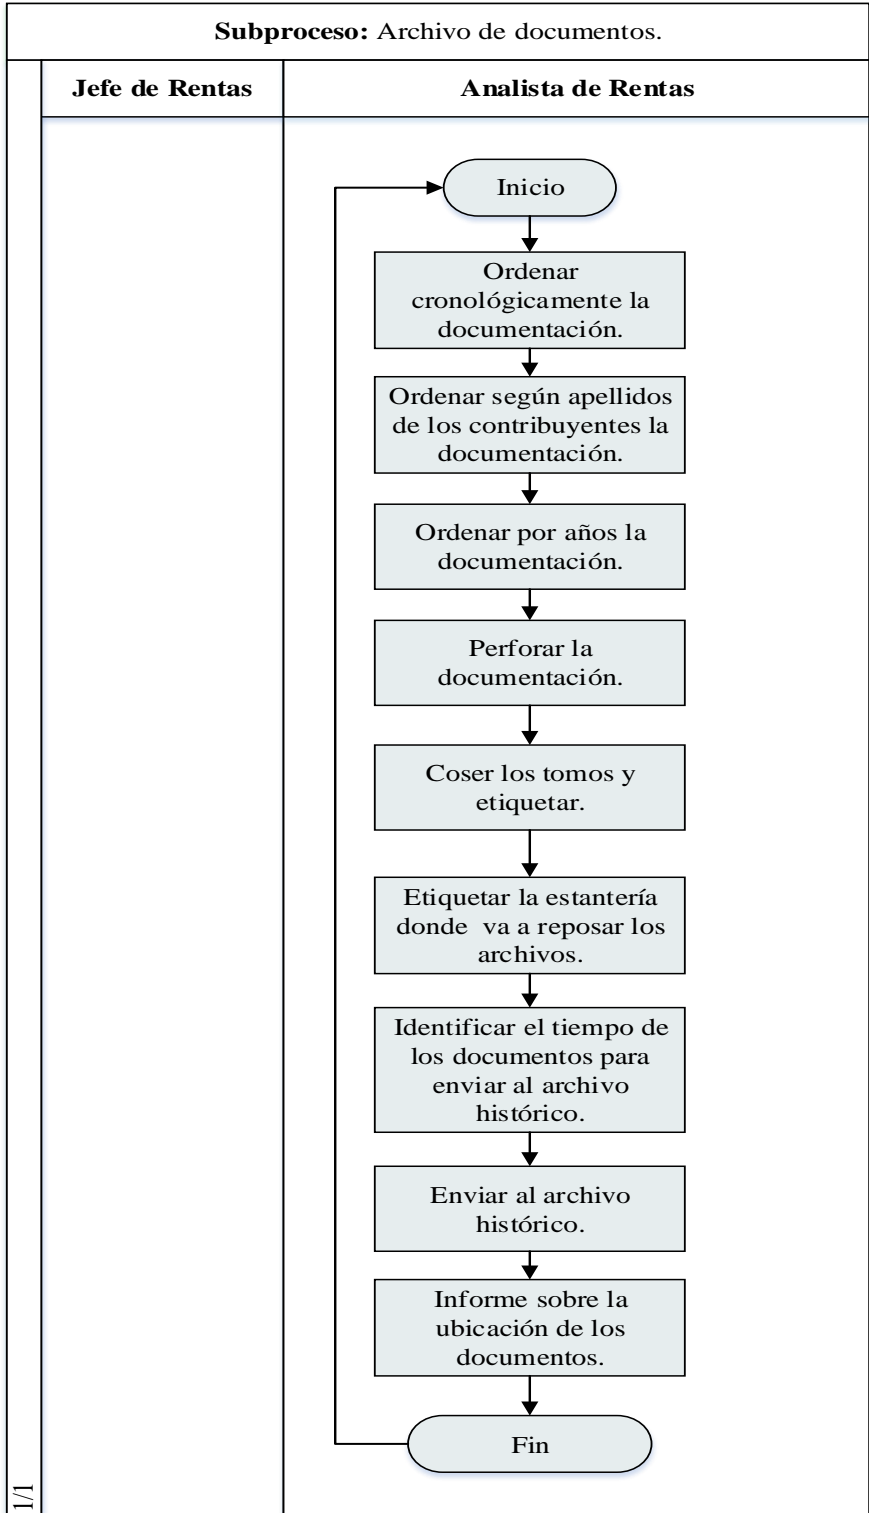 Subproceso: Archivo de documentos.
Jefe de Rentas
Analista de Rentas
Inicio
Ordenar
cronológicamente la
documentación.
Ordenar según apellidos
de los contribuyentes la
documentación.
Ordenar por años la
documentación.
Perforar la
documentación.
Coser los tomos y
etiquetar.
Etiquetar la estantería
donde va a reposar los
archivos.
Identificar el tiempo de
los documentos para
enviar al archivo
histórico.
Enviar al archivo
histórico.
Informe sobre la
ubicación de los
documentos.
Fin
1/1